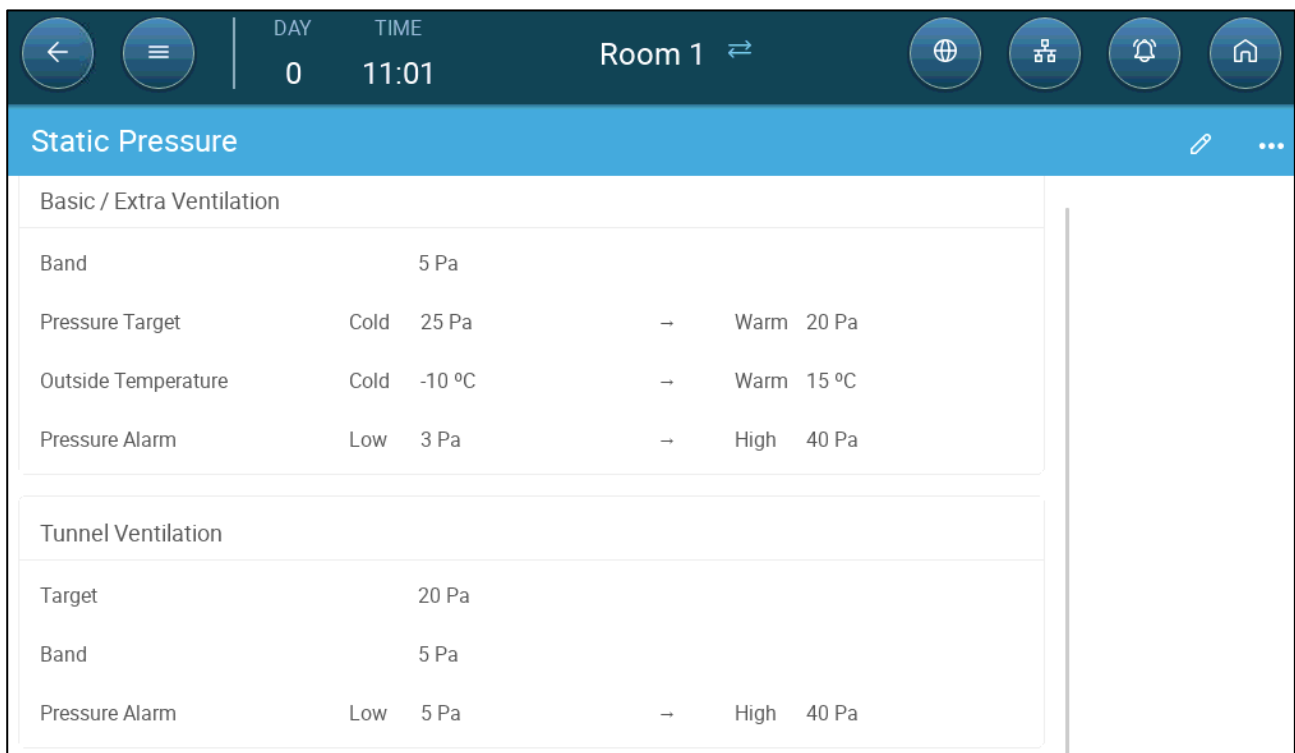 DAY TIME
0 11:01
Room 1
Static Pressure
Basic / Extra Ventilation
Band 5 Pa
Pressure Target Cold 25 Pa → Warm 20 Pa
Outside Temperature Cold -10 ºC → Warm 15 ºC
Pressure Alarm Low 3 Pa → High 40 Pa
Tunnel Ventilation
Target 20 Pa
Band 5 Pa
Pressure Alarm Low 5 Pa → High 40 Pa